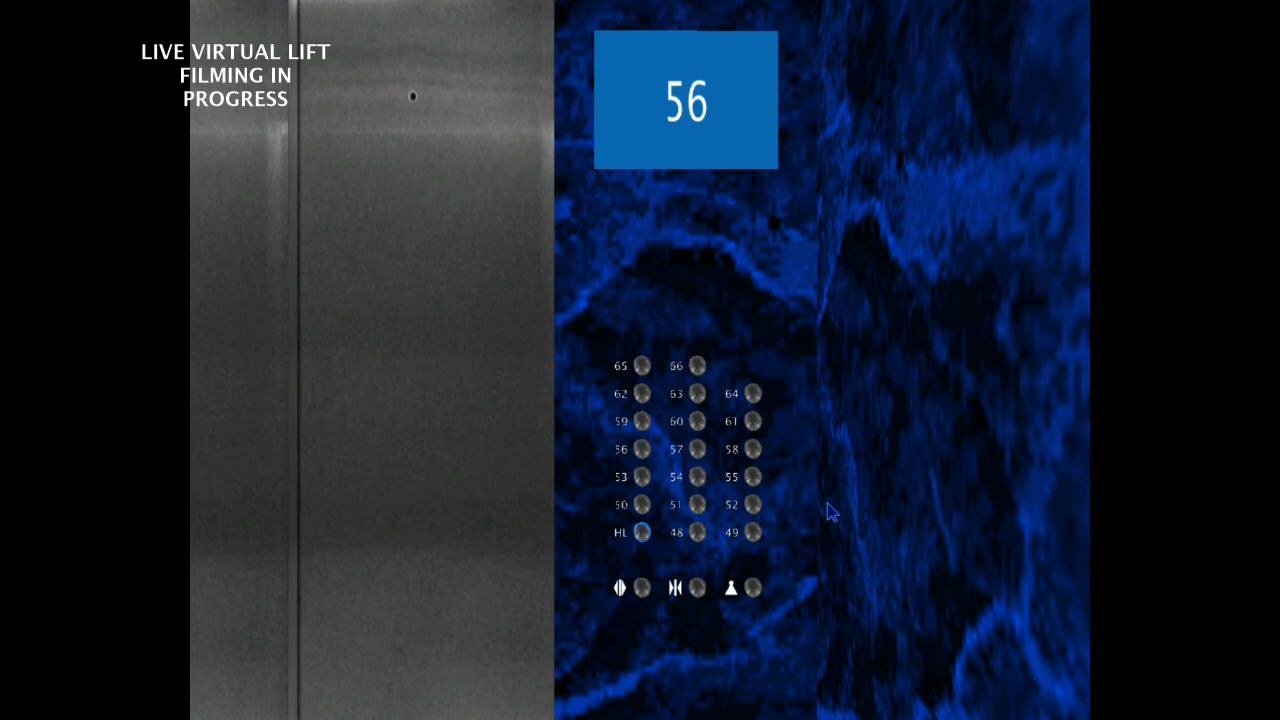 LIVE VIRTUAL LIFT
FILMING IN
PROGRESS
56
65 66
62 63 64
59 60 61
56 57 58
53 54 55
50 51 52
HL 48 49